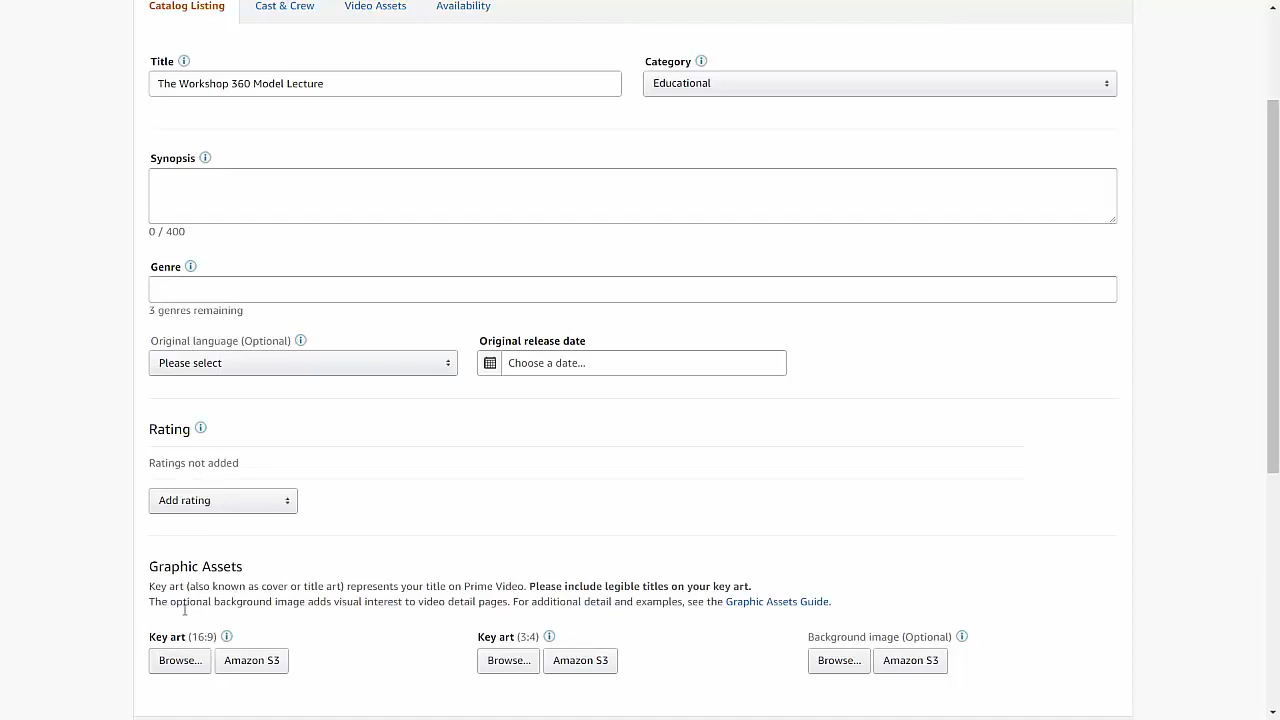 Catalog Listing Cast & Crew Video Assets Availability
Title Category
The Workshop 360 Model Lecture Educational
Synopsis
0 / 400
Genre
3 genres remaining
Original language (Optional) Original release date
Please select Choose a date...
Rating
Ratings not added
Add rating
Graphic Assets
Key art (also known as cover or title art) represents your title on Prime Video. Please include legible titles on your key art.
The optional background image adds visual interest to video detail pages. For additional detail and examples, see the Graphic Assets Guide.
Key art (16:9) Key art (3:4) Background image (Optional)
Browse... Amazon S3 Browse... Amazon S3 Browse... Amazon S3